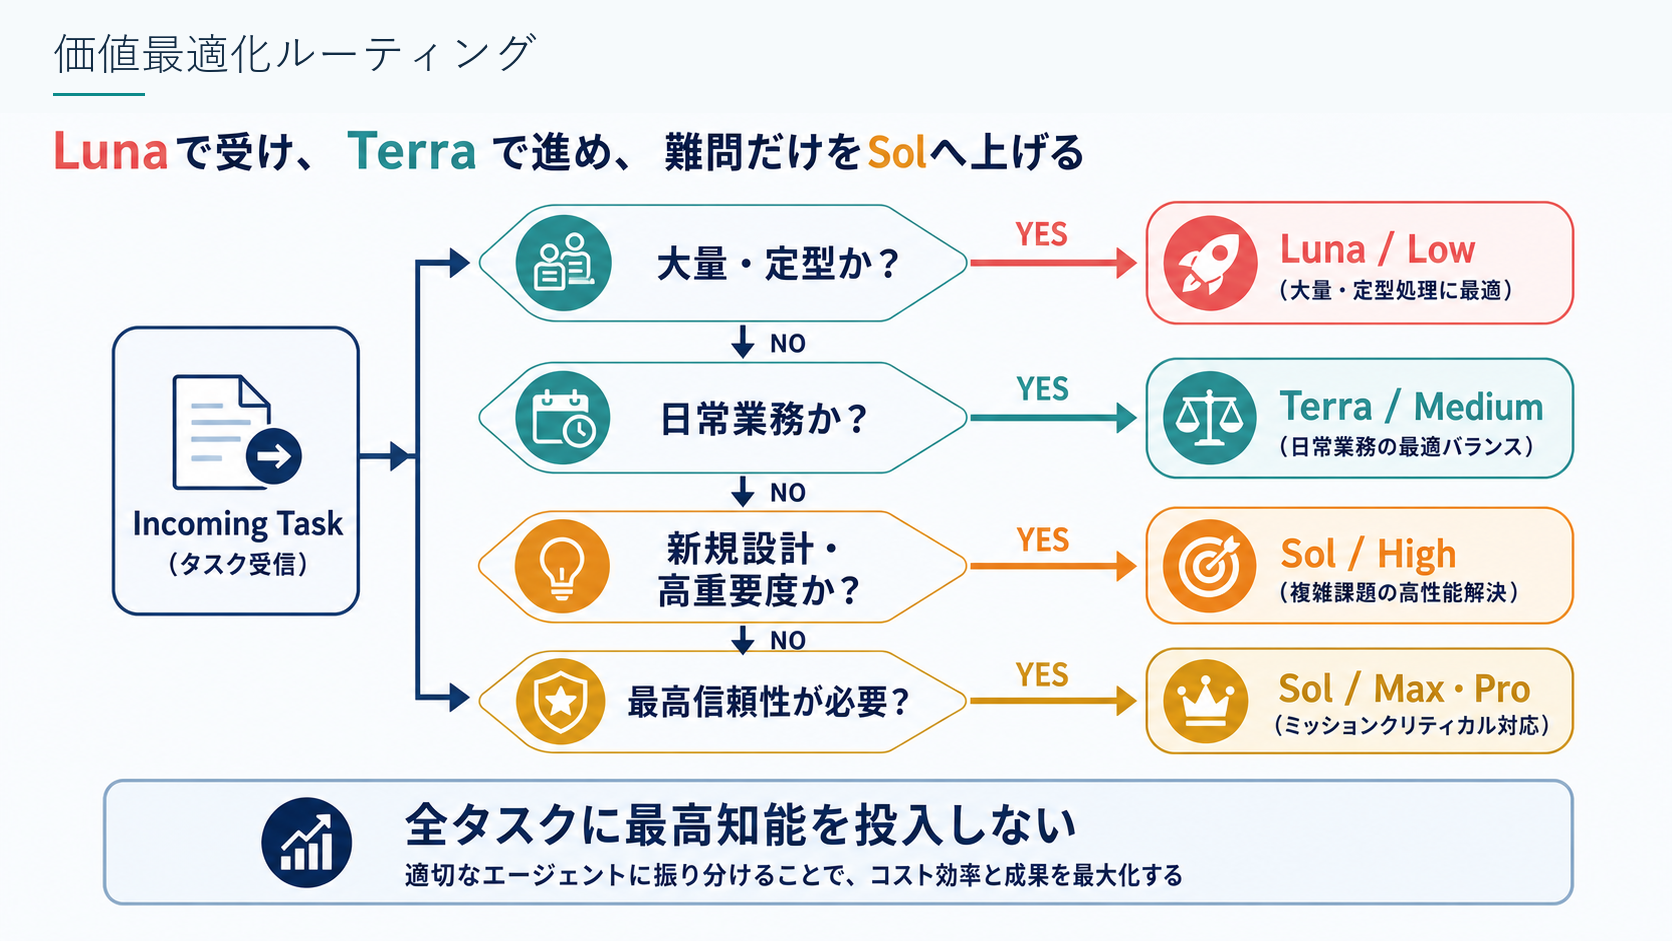 価値最適化ルーティング
Lunaで受け、Terraで進め、難問だけをSolへ上げる
Incoming Task
（タスク受信）
大量・定型か？
YES
Luna / Low
（大量・定型処理に最適）
NO
日常業務か？
YES
Terra / Medium
（日常業務の最適バランス）
NO
新規設計・
高重要度か？
YES
Sol / High
（複雑課題の高性能解決）
NO
最高信頼性が必要？
YES
Sol / Max・Pro
（ミッションクリティカル対応）
全タスクに最高知能を投入しない
適切なエージェントに振り分けることで、コスト効率と成果を最大化する